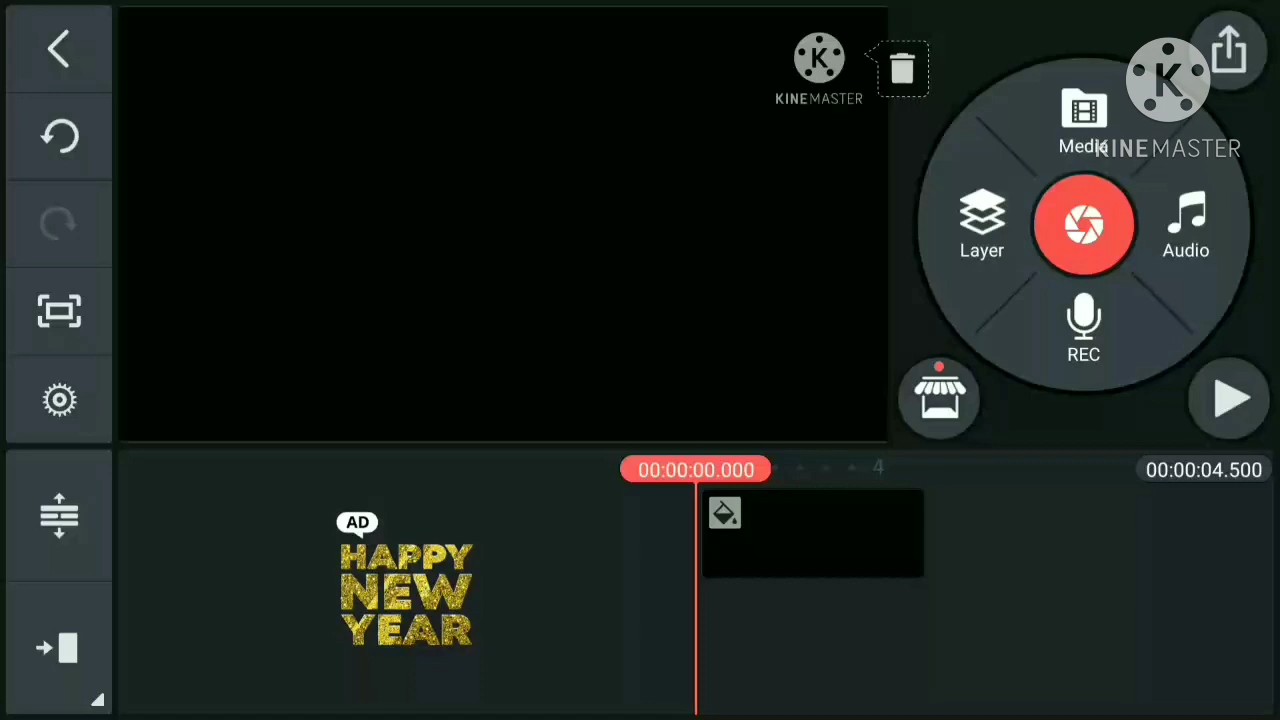 KINEMASTER
Media
KINEMASTER
Layer
Audio
REC
00:00:00.000
4
00:00:04.500
AD
HAPPY
NEW
YEAR